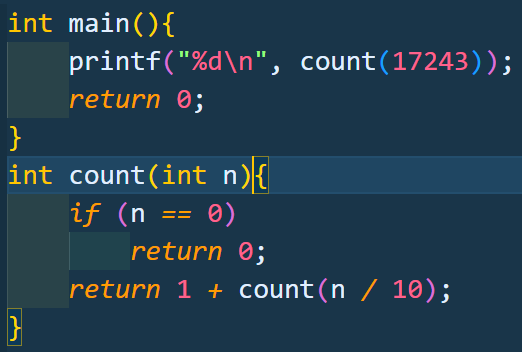 int main(){
    printf("%d\n", count(17243));
    return 0;
}
int count(int n){
    if (n == 0)
        return 0;
    return 1 + count(n / 10);
}